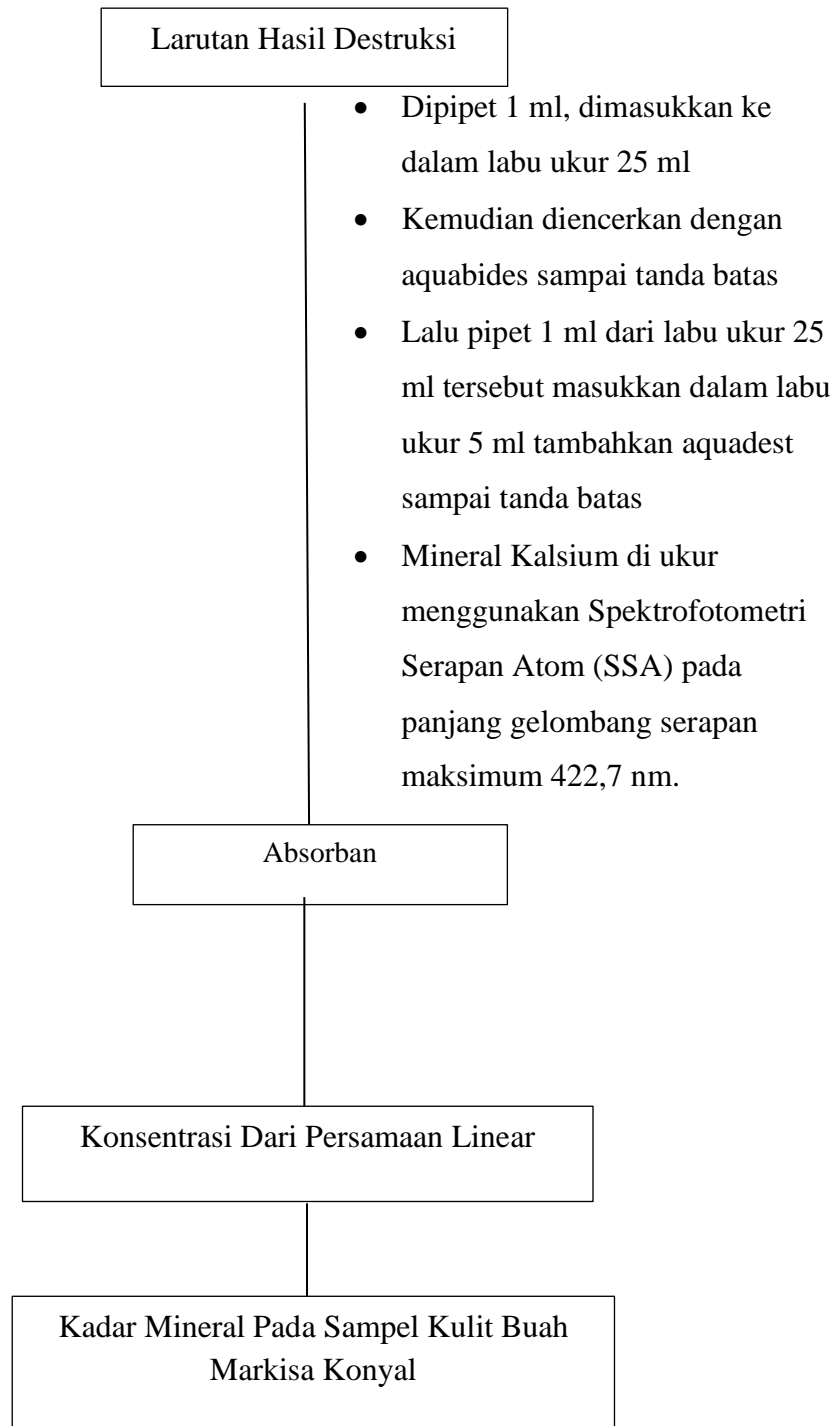 Larutan Hasil Destruksi
• Dipipet 1 ml, dimasukkan ke
dalam labu ukur 25 ml
• Kemudian diencerkan dengan
aquabides sampai tanda batas
• Lalu pipet 1 ml dari labu ukur 25
ml tersebut masukkan dalam labu
ukur 5 ml tambahkan aquadest
sampai tanda batas
• Mineral Kalsium di ukur
menggunakan Spektrofotometri
Serapan Atom (SSA) pada
panjang gelombang serapan
maksimum 422,7 nm.
Absorban
Konsentrasi Dari Persamaan Linear
Kadar Mineral Pada Sampel Kulit Buah
Markisa Konyal